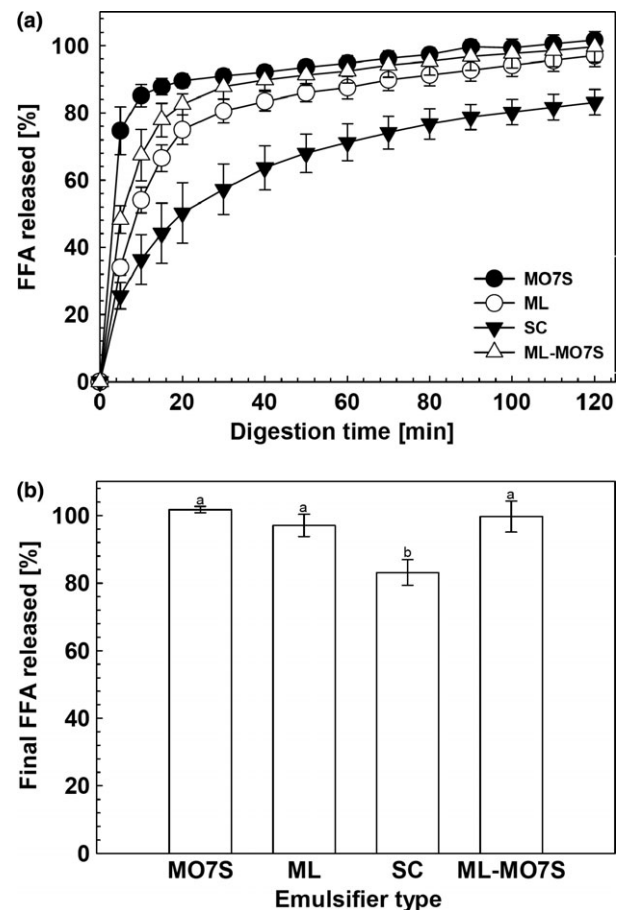 (a)
100
80
60
40
20
0
FFA released [%]
MO7S
ML
SC
ML-MO7S
0 20 40 60 80 100 120
Digestion time [min]
(b)
100
80
60
40
20
0
Final FFA released [%]
a a b a
MO7S ML SC ML-MO7S
Emulsifier type